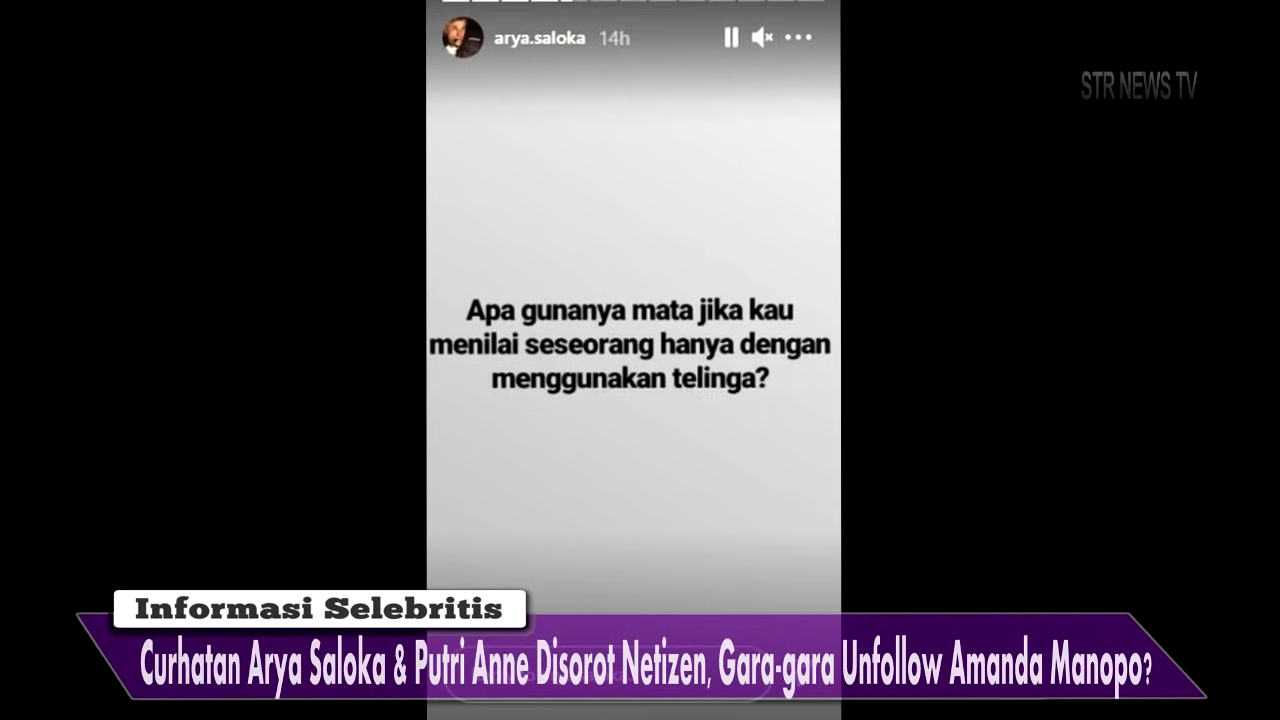 arya.saloka 14h
STR NEWS TV
Apa gunanya mata jika kau
menilai seseorang hanya dengan
menggunakan telinga?
Informasi Selebritis
Curhatan Arya Saloka & Putri Anne Disorot Netizen, Gara-gara Unfollow Amanda Manopo?